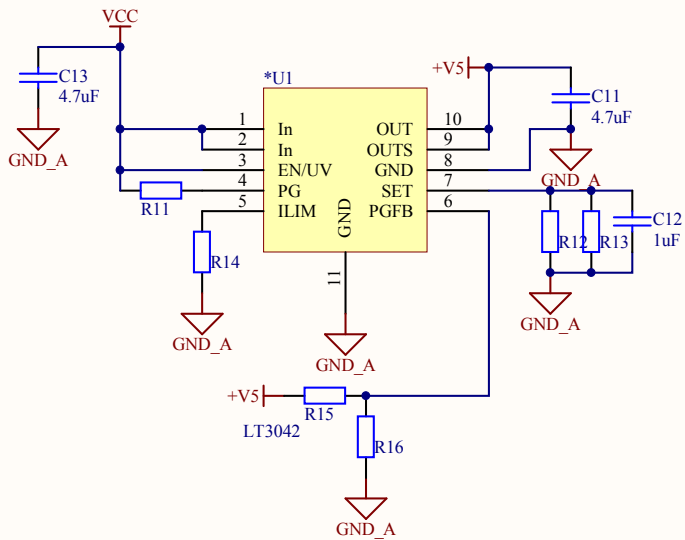 VCC
C13
4.7uF
GND_A
*U1
1
In
2
In
3
EN/UV
4
PG
5
ILIM
R11
R14
GND_A
GND
11
GND_A
OUT
10
OUTS
9
GND
8
SET
7
PGFB
6
+V5
C11
4.7uF
GND_A
R12
R13
C12
1uF
GND_A
+V5
R15
LT3042
R16
GND_A